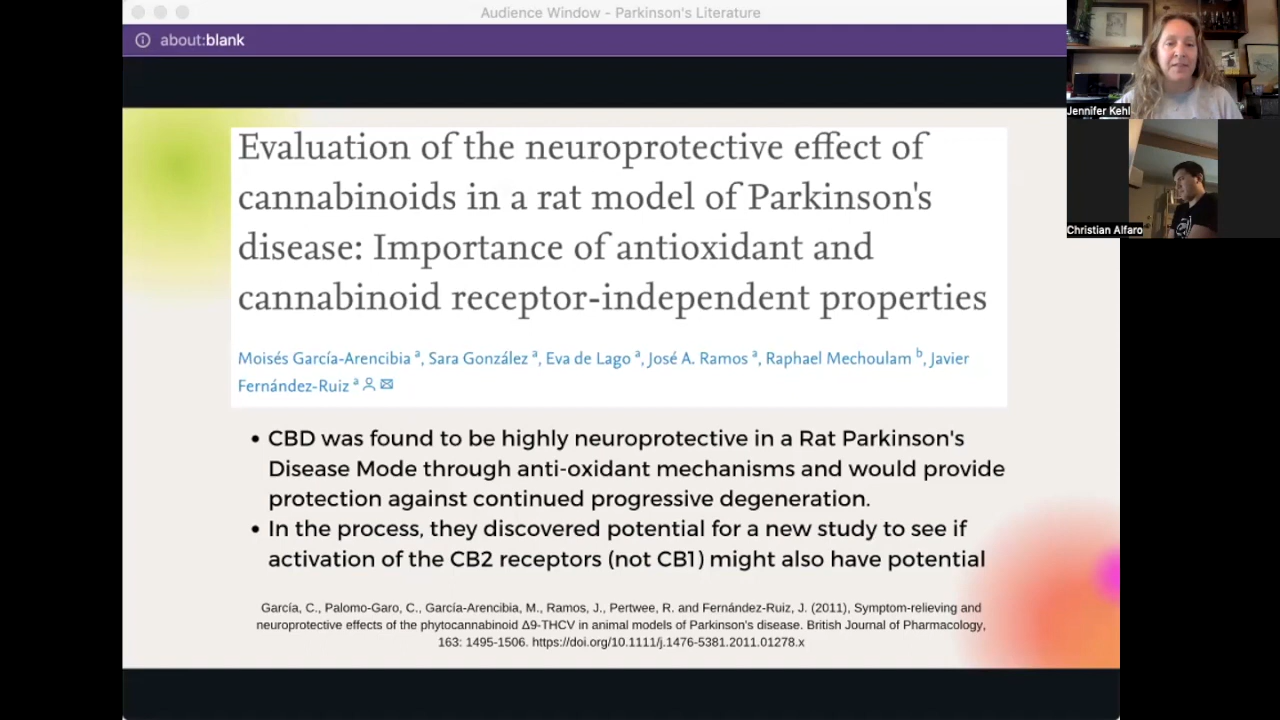 Audience Window - Parkinson's Literature
about:blank
Evaluation of the neuroprotective effect of
cannabinoids in a rat model of Parkinson's
disease: Importance of antioxidant and
cannabinoid receptor-independent properties
Moisés García-Arencibia ᵃ, Sara González ᵃ, Eva de Lago ᵃ, José A. Ramos ᵃ, Raphael Mechoulam ᵇ, Javier
Fernández-Ruiz ᵃ
• CBD was found to be highly neuroprotective in a Rat Parkinson's
Disease Mode through anti-oxidant mechanisms and would provide
protection against continued progressive degeneration.
• In the process, they discovered potential for a new study to see if
activation of the CB2 receptors (not CB1) might also have potential
García, C., Palomo-Garo, C., García-Arencibia, M., Ramos, J., Pertwee, R. and Fernández-Ruiz, J. (2011), Symptom-relieving and
neuroprotective effects of the phytocannabinoid Δ9-THCV in animal models of Parkinson's disease. British Journal of Pharmacology,
163: 1495-1506. https://doi.org/10.1111/j.1476-5381.2011.01278.x
Jennifer Kehl
Christian Alfaro